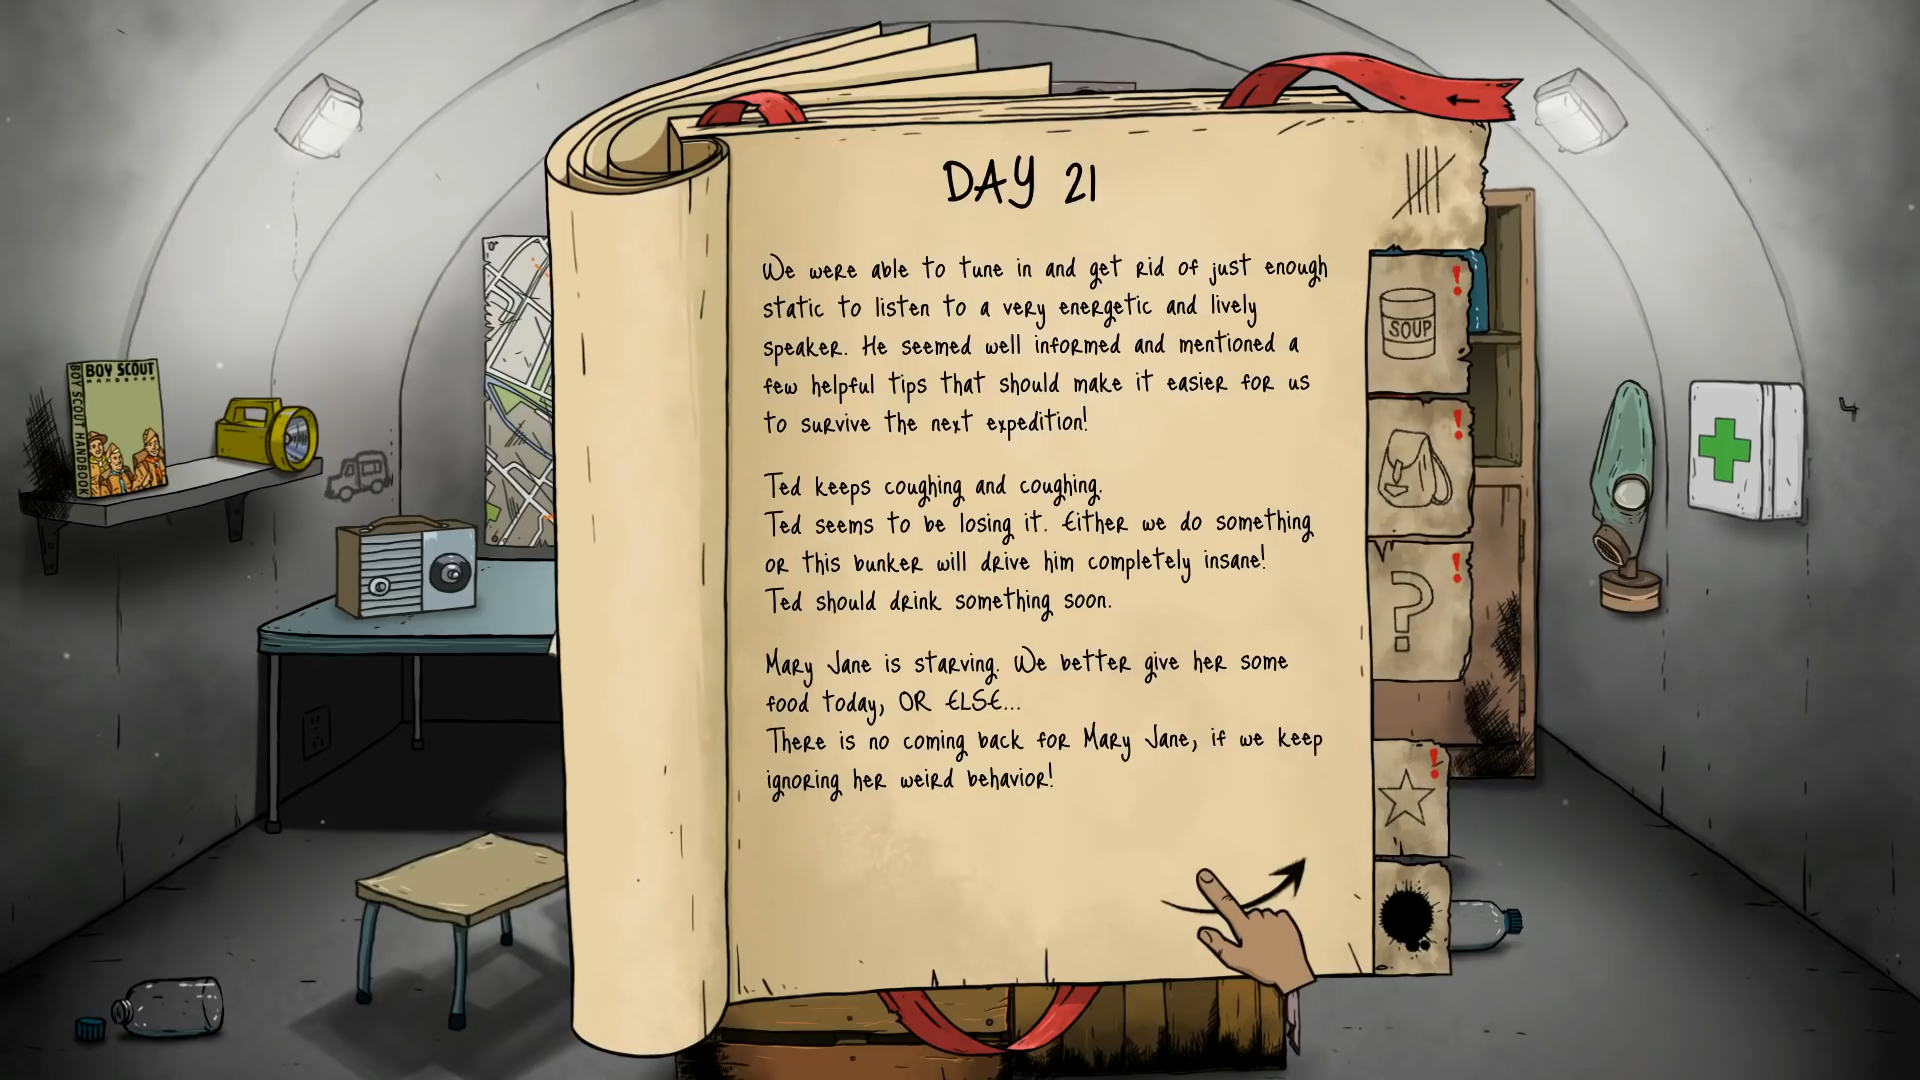 DAY 21
We were able to tune in and get rid of just enough
static to listen to a very energetic and lively
speaker. He seemed well informed and mentioned a
few helpful tips that should make it easier for us
to survive the next expedition!
Ted keeps coughing and coughing.
Ted seems to be losing it. Either we do something
or this bunker will drive him completely insane!
Ted should drink something soon.
Mary Jane is starving. We better give her some
food today, OR ELSE...
There is no coming back for Mary Jane, if we keep
ignoring her weird behavior!
!
SOUP
!
!
?
!
BOY SCOUT
HANDBOOK
BOY SCOUT HANDBOOK